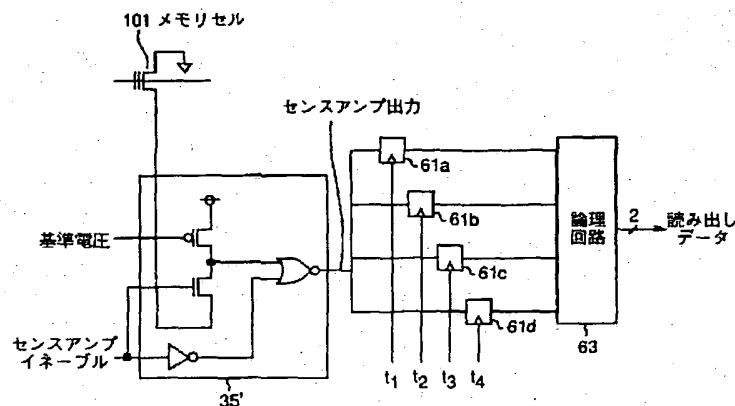 101 メモリセル
センスアンプ出力
61a
61b
61c
61d
論理
回路
63
2
読み出し
データ
基準電圧
センスアンプ
イネーブル
35'
t1
t2
t3
t4